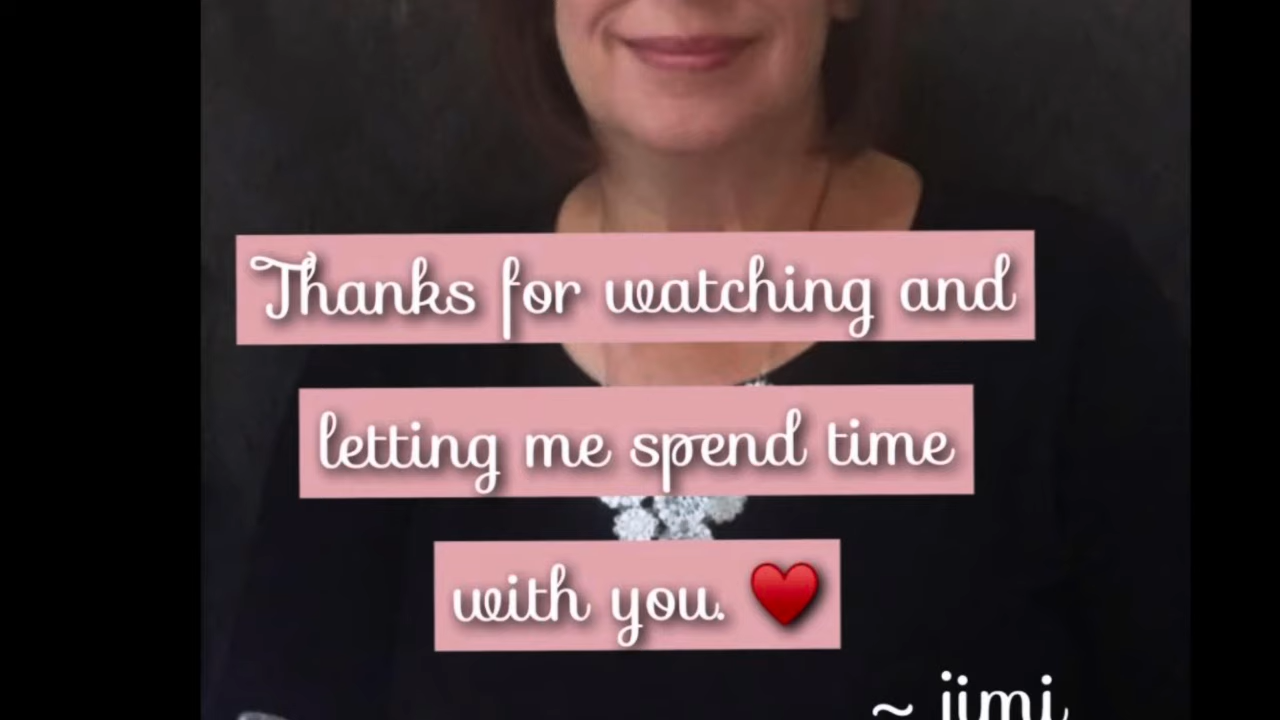 Thanks for watching and
letting me spend time
with you. ♥
~ jimi